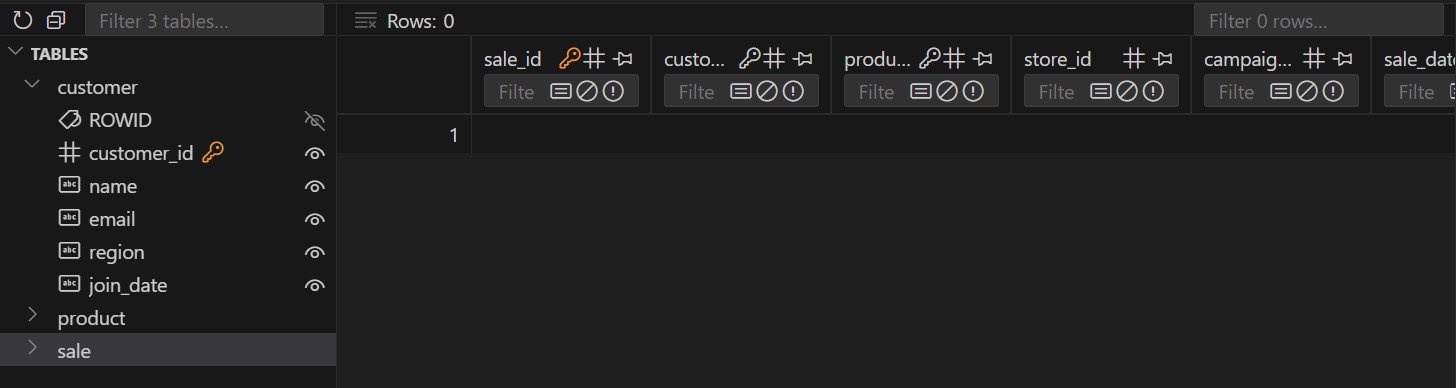 Filter 3 tables...
Rows: 0
Filter 0 rows...
TABLES
customer
ROWID
customer_id
name
email
region
join_date
product
sale
sale_id custo... produ... store_id campaig... sale_date
Filte Filte Filte Filte Filte Filte
1